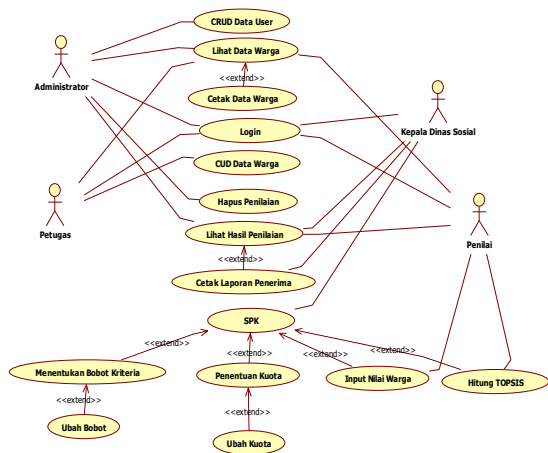 CRUD Data User
Lihat Data Warga
Administrator
<<extend>>
Cetak Data Warga
Kepala Dinas Sosial
Login
CUD Data Warga
Hapus Penilaian
Petugas
Lihat Hasil Penilaian
Penilai
<<extend>>
Cetak Laporan Penerima
SPK
<<extend>>
<<extend>>
<<extend>>
<<extend>>
Menentukan Bobot Kriteria
Penentuan Kuota
Input Nilai Warga
Hitung TOPSIS
<<extend>>
<<extend>>
Ubah Bobot
Ubah Kuota